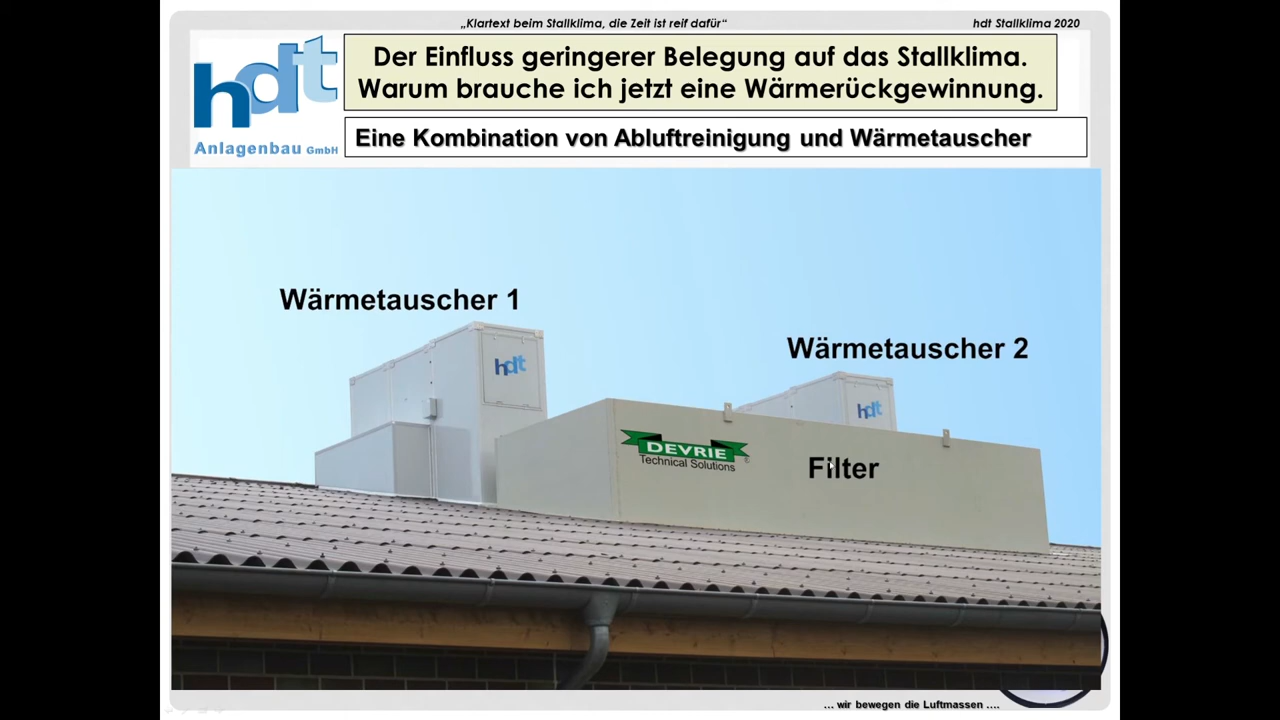 „Klartext beim Stallklima, die Zeit ist reif dafür“
hdt Stallklima 2020
hdt
Anlagenbau GmbH
Der Einfluss geringerer Belegung auf das Stallklima.
Warum brauche ich jetzt eine Wärmerückgewinnung.
Eine Kombination von Abluftreinigung und Wärmetauscher
Wärmetauscher 1
Wärmetauscher 2
hdt
hdt
DEVRIE
Technical Solutions ©
Filter
... wir bewegen die Luftmassen ....